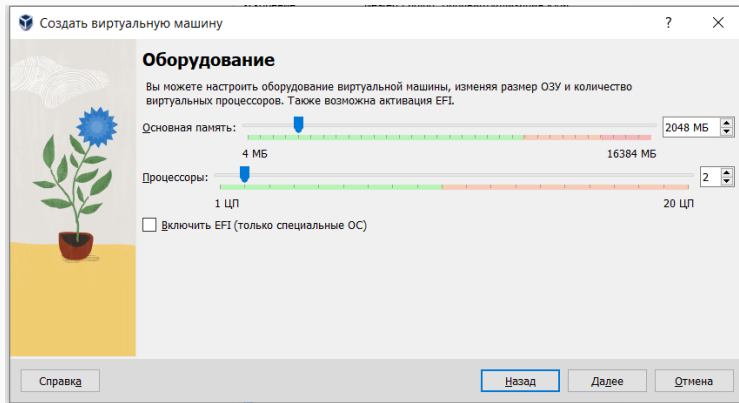 Создать виртуальную машину
?
Оборудование
Вы можете настроить оборудование виртуальной машины, изменяя размер ОЗУ и количество
виртуальных процессоров. Также возможна активация EFI.
Основная память:
2048 МБ
4 МБ
16384 МБ
Процессоры:
2
1 ЦП
20 ЦП
Включить EFI (только специальные ОС)
Справка
Назад
Далее
Отмена